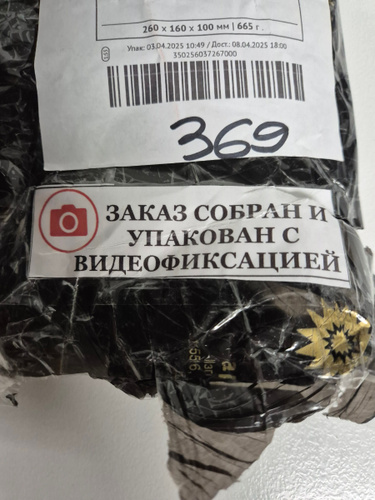 260 x 160 x 100 мм | 665 г.
Упак: 03.04.2025 10:49 / Дост: 08.04.2025 18:00
350256037267000
369
ЗАКАЗ СОБРАН И
УПАКОВАН С
ВИДЕОФИКСАЦИЕЙ